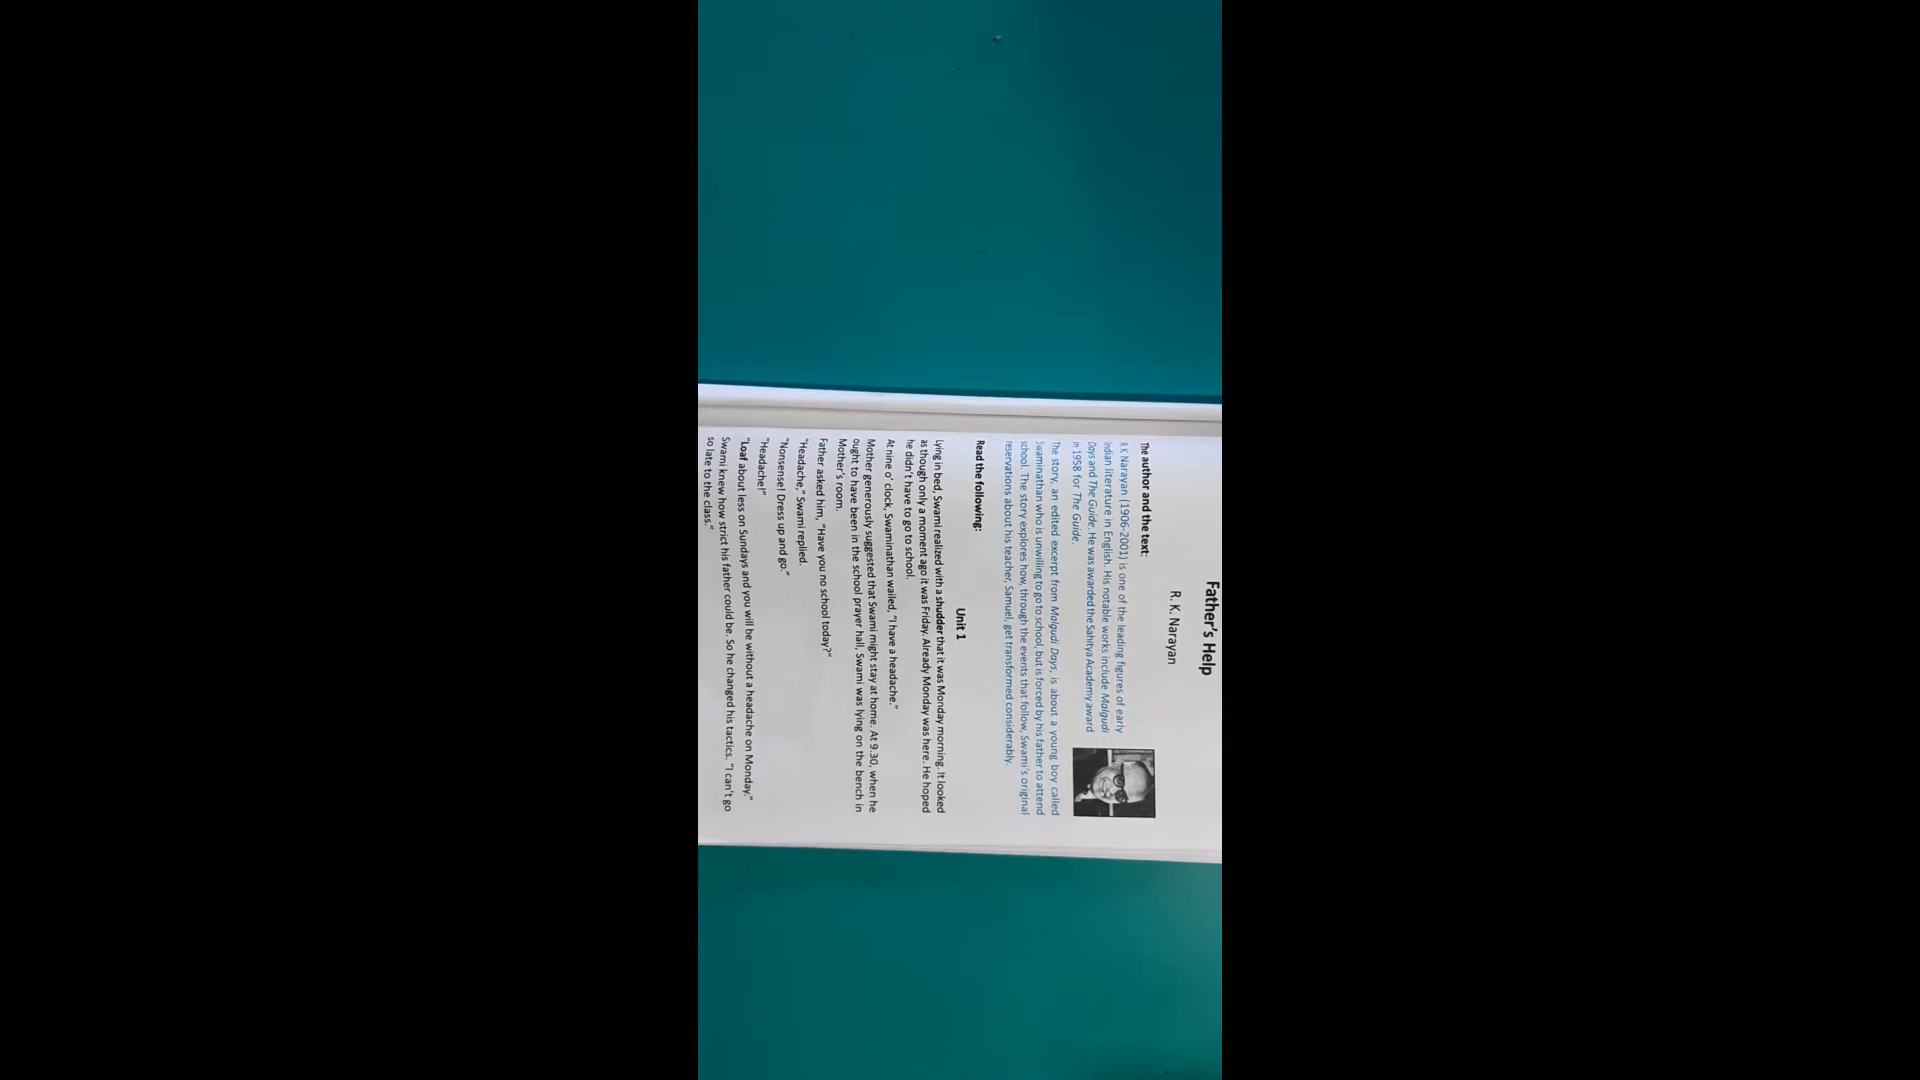 Father's Help
R. K. Narayan
The author and the text:
R K Narayan (1906-2001) is one of the leading figures of early
Indian literature in English. His notable works include Malgudi
Days and The Guide. He was awarded the Sahitya Academy award
in 1958 for The Guide.
The story, an edited excerpt from Malgudi Days, is about a young boy called
Swaminathan who is unwilling to go to school, but is forced by his father to attend
school. The story explores how, through the events that follow, Swami's original
reservations about his teacher, Samuel, get transformed considerably.
Read the following:
Unit 1
Lying in bed, Swami realized with a shudder that it was Monday morning. It looked
as though only a moment ago it was Friday. Already Monday was here. He hoped
he didn't have to go to school.
At nine o' clock, Swaminathan wailed, "I have a headache."
Mother generously suggested that Swami might stay at home. At 9.30, when he
ought to have been in the school prayer hall, Swami was lying on the bench in
Mother's room.
Father asked him, "Have you no school today?"
"Headache," Swami replied.
"Nonsense! Dress up and go."
"Headache!"
"Loaf about less on Sundays and you will be without a headache on Monday."
Swami knew how strict his father could be. So he changed his tactics. "I can't go
so late to the class."